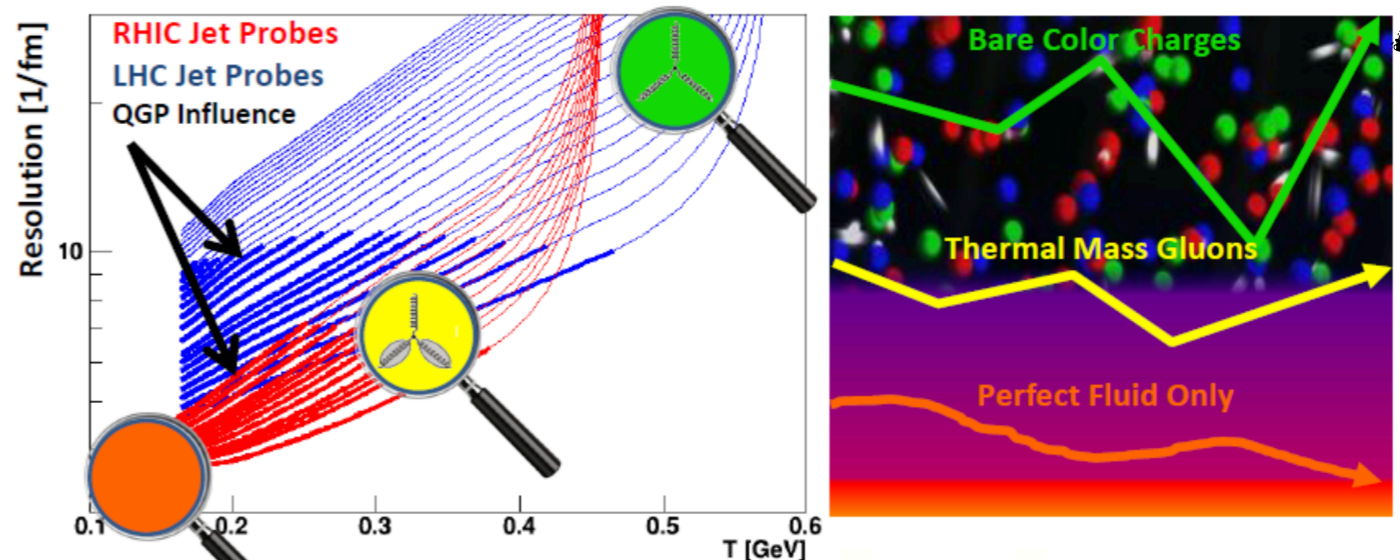 RHIC Jet Probes
LHC Jet Probes
QGP Influence
Resolution [1/fm]
10
0.1
0.2
0.3
0.4
0.5
0.6
T [GeV]
Bare Color Charges
Thermal Mass Gluons
Perfect Fluid Only